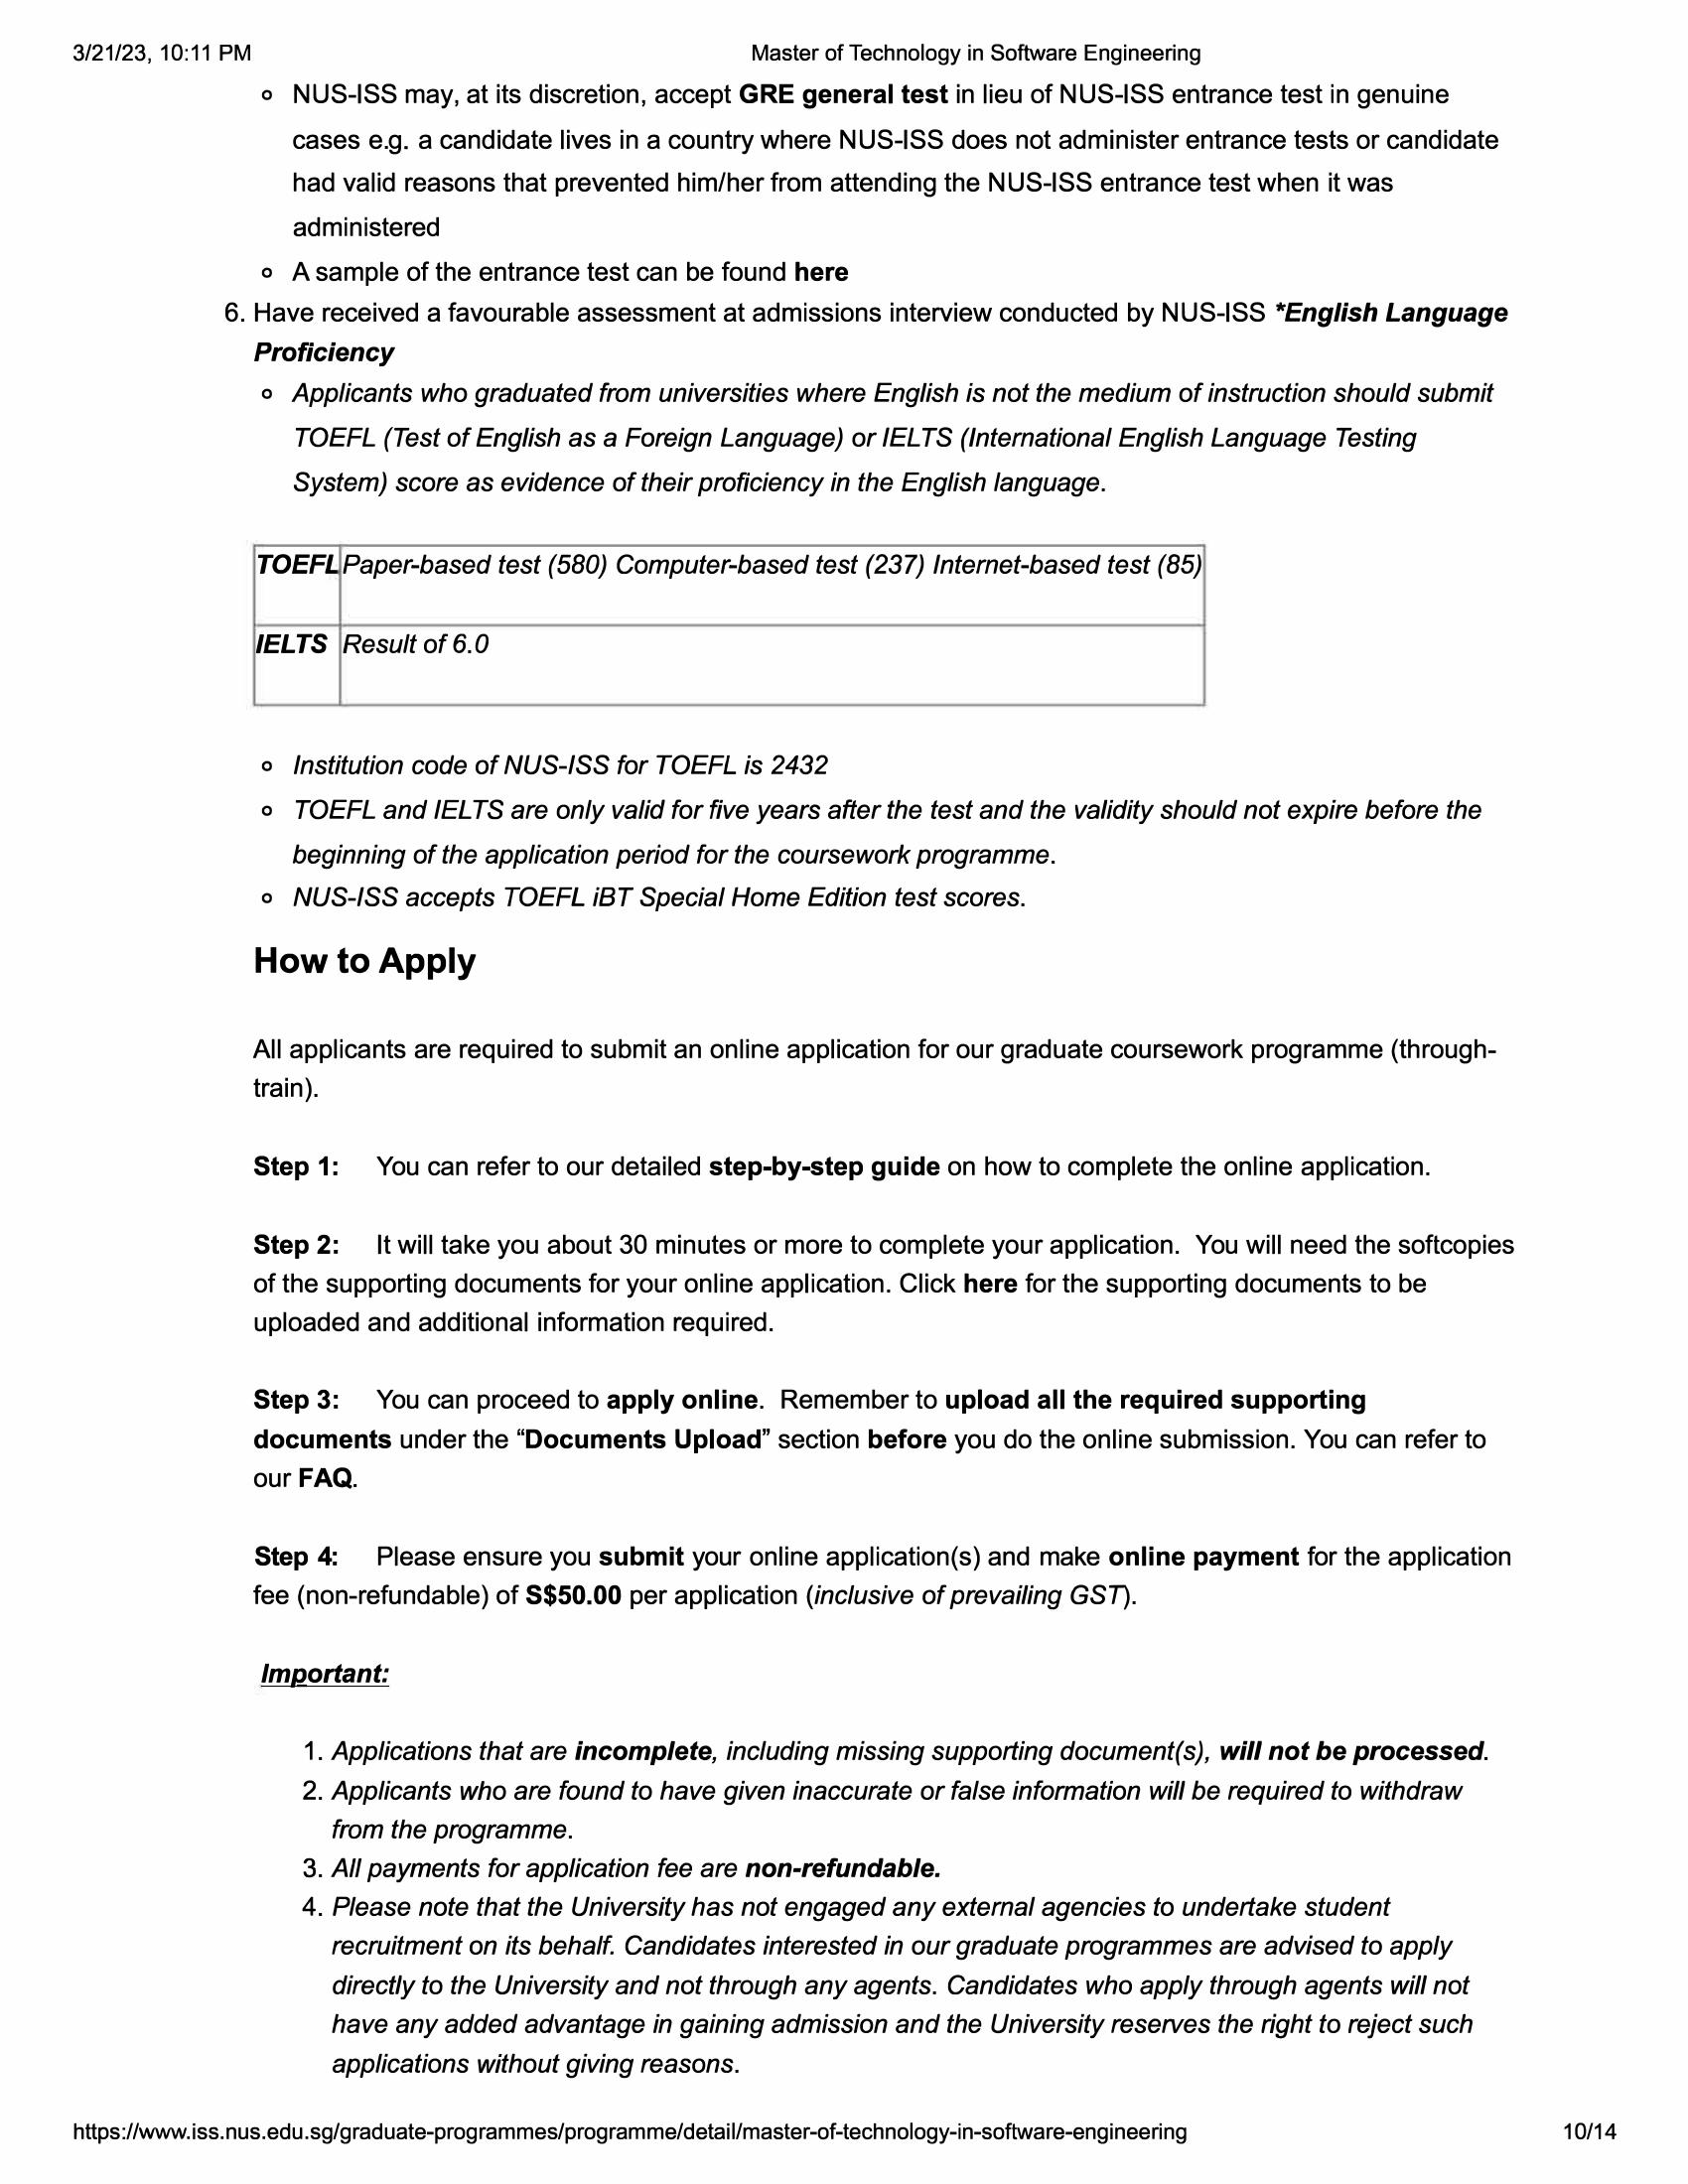 3/21/23, 10:11 PM Master of Technology in Software Engineering
NUS-ISS may, at its discretion, accept GRE general test in lieu of NUS-ISS entrance test in genuine
cases e.g. a candidate lives in a country where NUS-ISS does not administer entrance tests or candidate
had valid reasons that prevented him/her from attending the NUS-ISS entrance test when it was
administered
A sample of the entrance test can be found here
6. Have received a favourable assessment at admissions interview conducted by NUS-ISS *English Language
Proficiency
Applicants who graduated from universities where English is not the medium of instruction should submit
TOEFL (Test of English as a Foreign Language) or IELTS (International English Language Testing
System) score as evidence of their proficiency in the English language.
TOEFL Paper-based test (580) Computer-based test (237) Internet-based test (85)
IELTS Result of 6.0
Institution code of NUS-ISS for TOEFL is 2432
TOEFL and IELTS are only valid for five years after the test and the validity should not expire before the
beginning of the application period for the coursework programme.
NUS-ISS accepts TOEFL iBT Special Home Edition test scores.
How to Apply
All applicants are required to submit an online application for our graduate coursework programme (through-
train).
Step 1: You can refer to our detailed step-by-step guide on how to complete the online application.
Step 2: It will take you about 30 minutes or more to complete your application. You will need the softcopies
of the supporting documents for your online application. Click here for the supporting documents to be
uploaded and additional information required.
Step 3: You can proceed to apply online. Remember to upload all the required supporting
documents under the “Documents Upload” section before you do the online submission. You can refer to
our FAQ.
Step 4: Please ensure you submit your online application(s) and make online payment for the application
fee (non-refundable) of S$50.00 per application (inclusive of prevailing GST).
Important:
1. Applications that are incomplete, including missing supporting document(s), will not be processed.
2. Applicants who are found to have given inaccurate or false information will be required to withdraw
from the programme.
3. All payments for application fee are non-refundable.
4. Please note that the University has not engaged any external agencies to undertake student
recruitment on its behalf. Candidates interested in our graduate programmes are advised to apply
directly to the University and not through any agents. Candidates who apply through agents will not
have any added advantage in gaining admission and the University reserves the right to reject such
applications without giving reasons.
https://www.iss.nus.edu.sg/graduate-programmes/programme/detail/master-of-technology-in-software-engineering 10/14